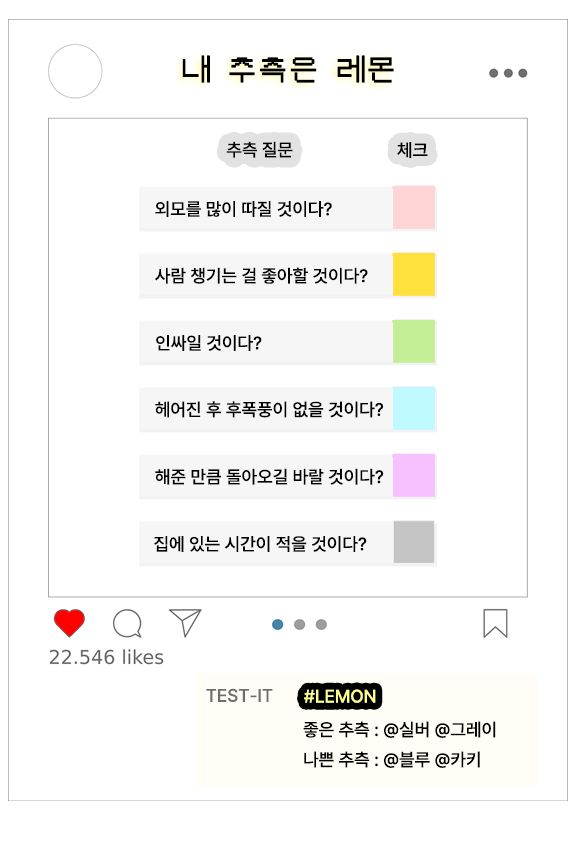 내 추측은 레몬
추측 질문 체크
외모를 많이 따질 것이다?
사람 챙기는 걸 좋아할 것이다?
인싸일 것이다?
헤어진 후 후폭풍이 없을 것이다?
해준 만큼 돌아오길 바랄 것이다?
집에 있는 시간이 적을 것이다?
22.546 likes
TEST-IT #LEMON
좋은 추측 : @실버 @그레이
나쁜 추측 : @블루 @카키